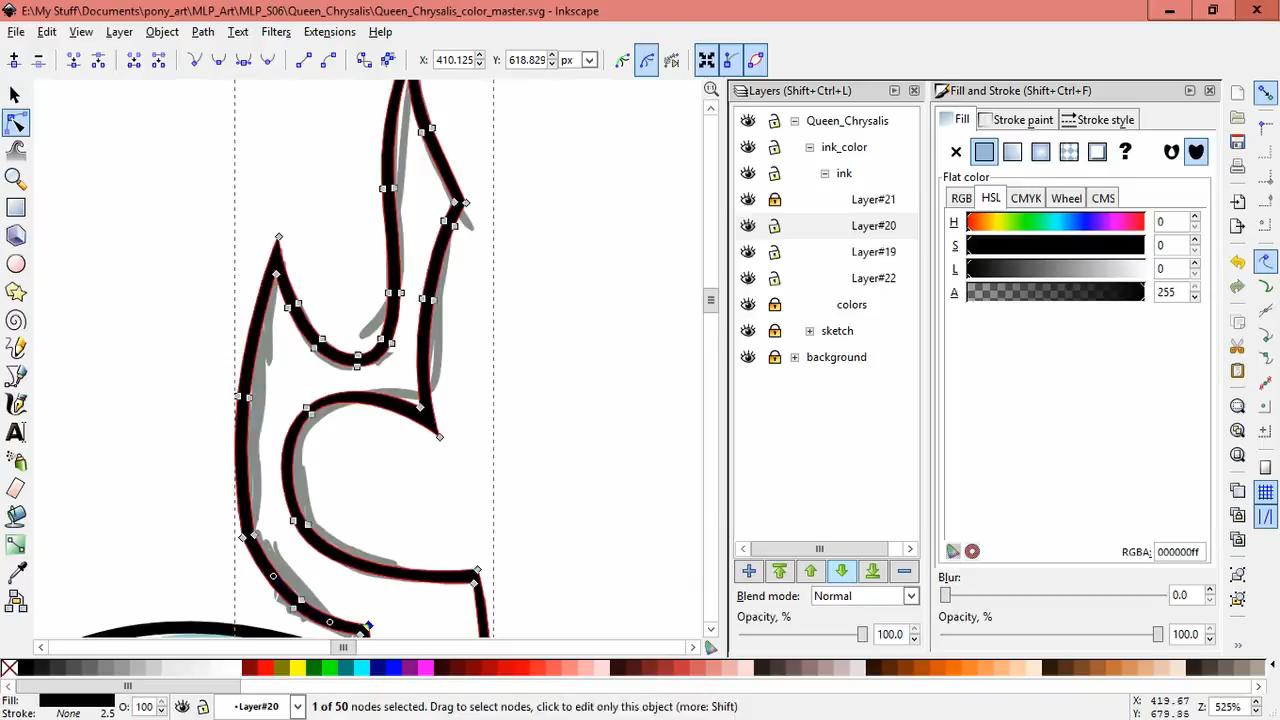 E:\My Stuff\Documents\pony_art\MLP_Art\MLP_S06\Queen_Chrysalis\Queen_Chrysalis_color_master.svg - Inkscape
File Edit View Layer Object Path Text Filters Extensions Help
X: 410.125 Y: 618.829 px
Layers (Shift+Ctrl+L) Fill and Stroke (Shift+Ctrl+F)
Queen_Chrysalis
ink_color
ink
Layer#21
Layer#20
Layer#19
Layer#22
colors
sketch
background
Blend mode: Normal
Opacity, % 100.0
Fill Stroke paint Stroke style
?
Flat color
RGB HSL CMYK Wheel CMS
H 0
S 0
L 0
A 255
RGBA: 000000ff
Blur:
0.0
Opacity, %
100.0
Fill: O: 100 Layer#20 1 of 50 nodes selected. Drag to select nodes, click to edit only this object (more: Shift) X: 419.67 Z: 525%
Stroke: None 2.5 Y: 679.86